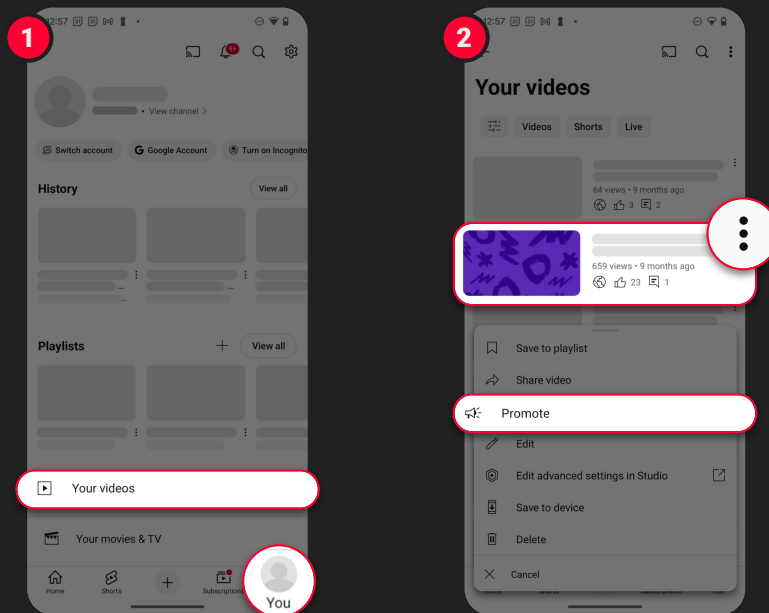 1
12:57
9+
• View channel >
Switch account
G Google Account
Turn on Incognito
History
View all
Playlists
+
View all
Your videos
Your movies & TV
Home
Shorts
+
Subscriptions
You
2
12:57
Your videos
Videos
Shorts
Live
64 views • 9 months ago
3
2
659 views • 9 months ago
23
1
Save to playlist
Share video
Promote
Edit
Edit advanced settings in Studio
Save to device
Delete
Cancel